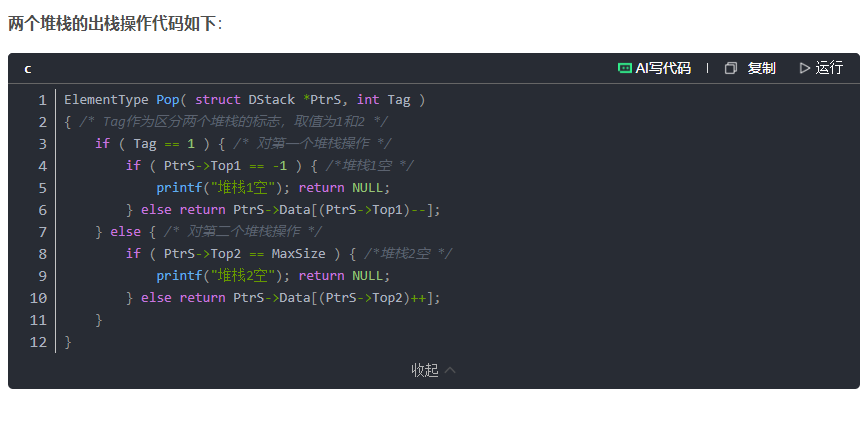 两个堆栈的出栈操作代码如下:
c AI写代码 复制 运行
1 ElementType Pop( struct DStack *PtrS, int Tag )
2 { /* Tag作为区分两个堆栈的标志，取值为1和2 */
3     if ( Tag == 1 ) { /* 对第一个堆栈操作 */
4         if ( PtrS->Top1 == -1 ) { /*堆栈1空 */
5             printf("堆栈1空"); return NULL;
6         } else return PtrS->Data[(PtrS->Top1)--];
7     } else { /* 对第二个堆栈操作 */
8         if ( PtrS->Top2 == MaxSize ) { /*堆栈2空 */
9             printf("堆栈2空"); return NULL;
10         } else return PtrS->Data[(PtrS->Top2)++];
11     }
12 }
收起